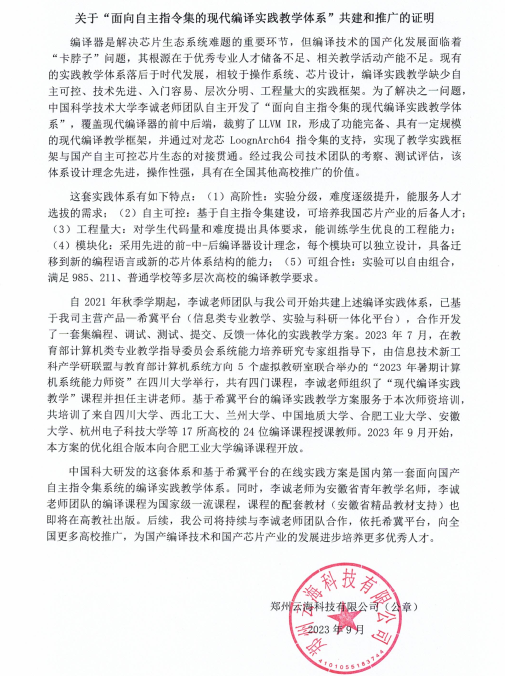 关于“面向自主指令集的现代编译实践教学体系”共建和推广的证明
编译器是解决芯片生态系统难题的重要环节，但编译技术的国产化发展面临着
“卡脖子”问题，其根源在于优秀专业人才储备不足、相关教学活动产能不足。现有
的实践教学体系落后于时代发展，相较于操作系统、芯片设计，编译实践教学缺少自
主可控、技术先进、入门容易、层次分明、工程量大的实践框架。为了解决之一问题，
中国科学技术大学李诚老师团队自主开发了“面向自主指令集的现代编译实践教学体
系”，覆盖现代编译器的前中后端，裁剪了 LLVM IR，形成了功能完备、具有一定规模
的现代编译教学框架，并通过对龙芯 LoognArch64 指令集的支持，实现了教学实践框
架与国产自主可控芯片生态的对接贯通。经过我公司技术团队的考察、测试评估，该
体系设计理念先进，操作性强，具有在全国其他高校推广的价值。
这套实践体系有如下特点：（1）高阶性：实验分级，难度逐级提升，能服务人才
选拔的需求；（2）自主可控：基于自主指令集建设，可培养我国芯片产业的后备人才；
（3）工程量大：对学生代码量和难度提出具体要求，能训练学生优良的工程能力；
（4）模块化：采用先进的前-中-后编译器设计理念，每个模块可以独立设计，具备迁
移到新的编程语言或新的芯片体系结构的能力；（5）可组合性：实验可以自由组合，
满足 985、211、普通学校等多层次高校的编译教学要求。
自 2021 年秋季学期起，李诚老师团队与我公司开始共建上述编译实践体系，已基
于我司主营产品—希冀平台（信息类专业教学、实验与科研一体化平台），合作开发
了一套集编程、调试、测试、提交、反馈一体化的实践教学方案。2023 年 7 月，在教
育部计算机类专业教学指导委员会系统能力培养研究专家组指导下，由信息技术新工
科产学研联盟与教育部计算机系统方向 5 个虚拟教研室联合举办的“2023 年暑期计算
机系统能力师资”在四川大学举行，共有四门课程，李诚老师组织了“现代编译实践
教学”课程并担任主讲老师。基于希冀平台的编译实践教学方案服务于本次师资培训，
共培训了来自四川大学、西北工大、兰州大学、中国地质大学、合肥工业大学、安徽
大学、杭州电子科技大学等 17 所高校的 24 位编译课程授课教师。2023 年 9 月开始，
本方案的优化组合版本向合肥工业大学编译课程开放。
中国科大研发的这套体系和基于希冀平台的在线实践方案是国内第一套面向国产
自主指令集系统的编译实践教学体系。同时，李诚老师为安徽省青年教学名师，李诚
老师团队的编译课程为国家级一流课程，课程的配套教材（安徽省精品教材支持）也
即将在高教社出版。后续，我公司将持续与李诚老师团队合作，依托希冀平台，向全
国更多高校推广，为国产编译技术和国产芯片产业的发展进步培养更多优秀人才。
郑州云海科技有限公司（公章）
2023 年 9 月
郑州云海科技有限公司
4101059183744